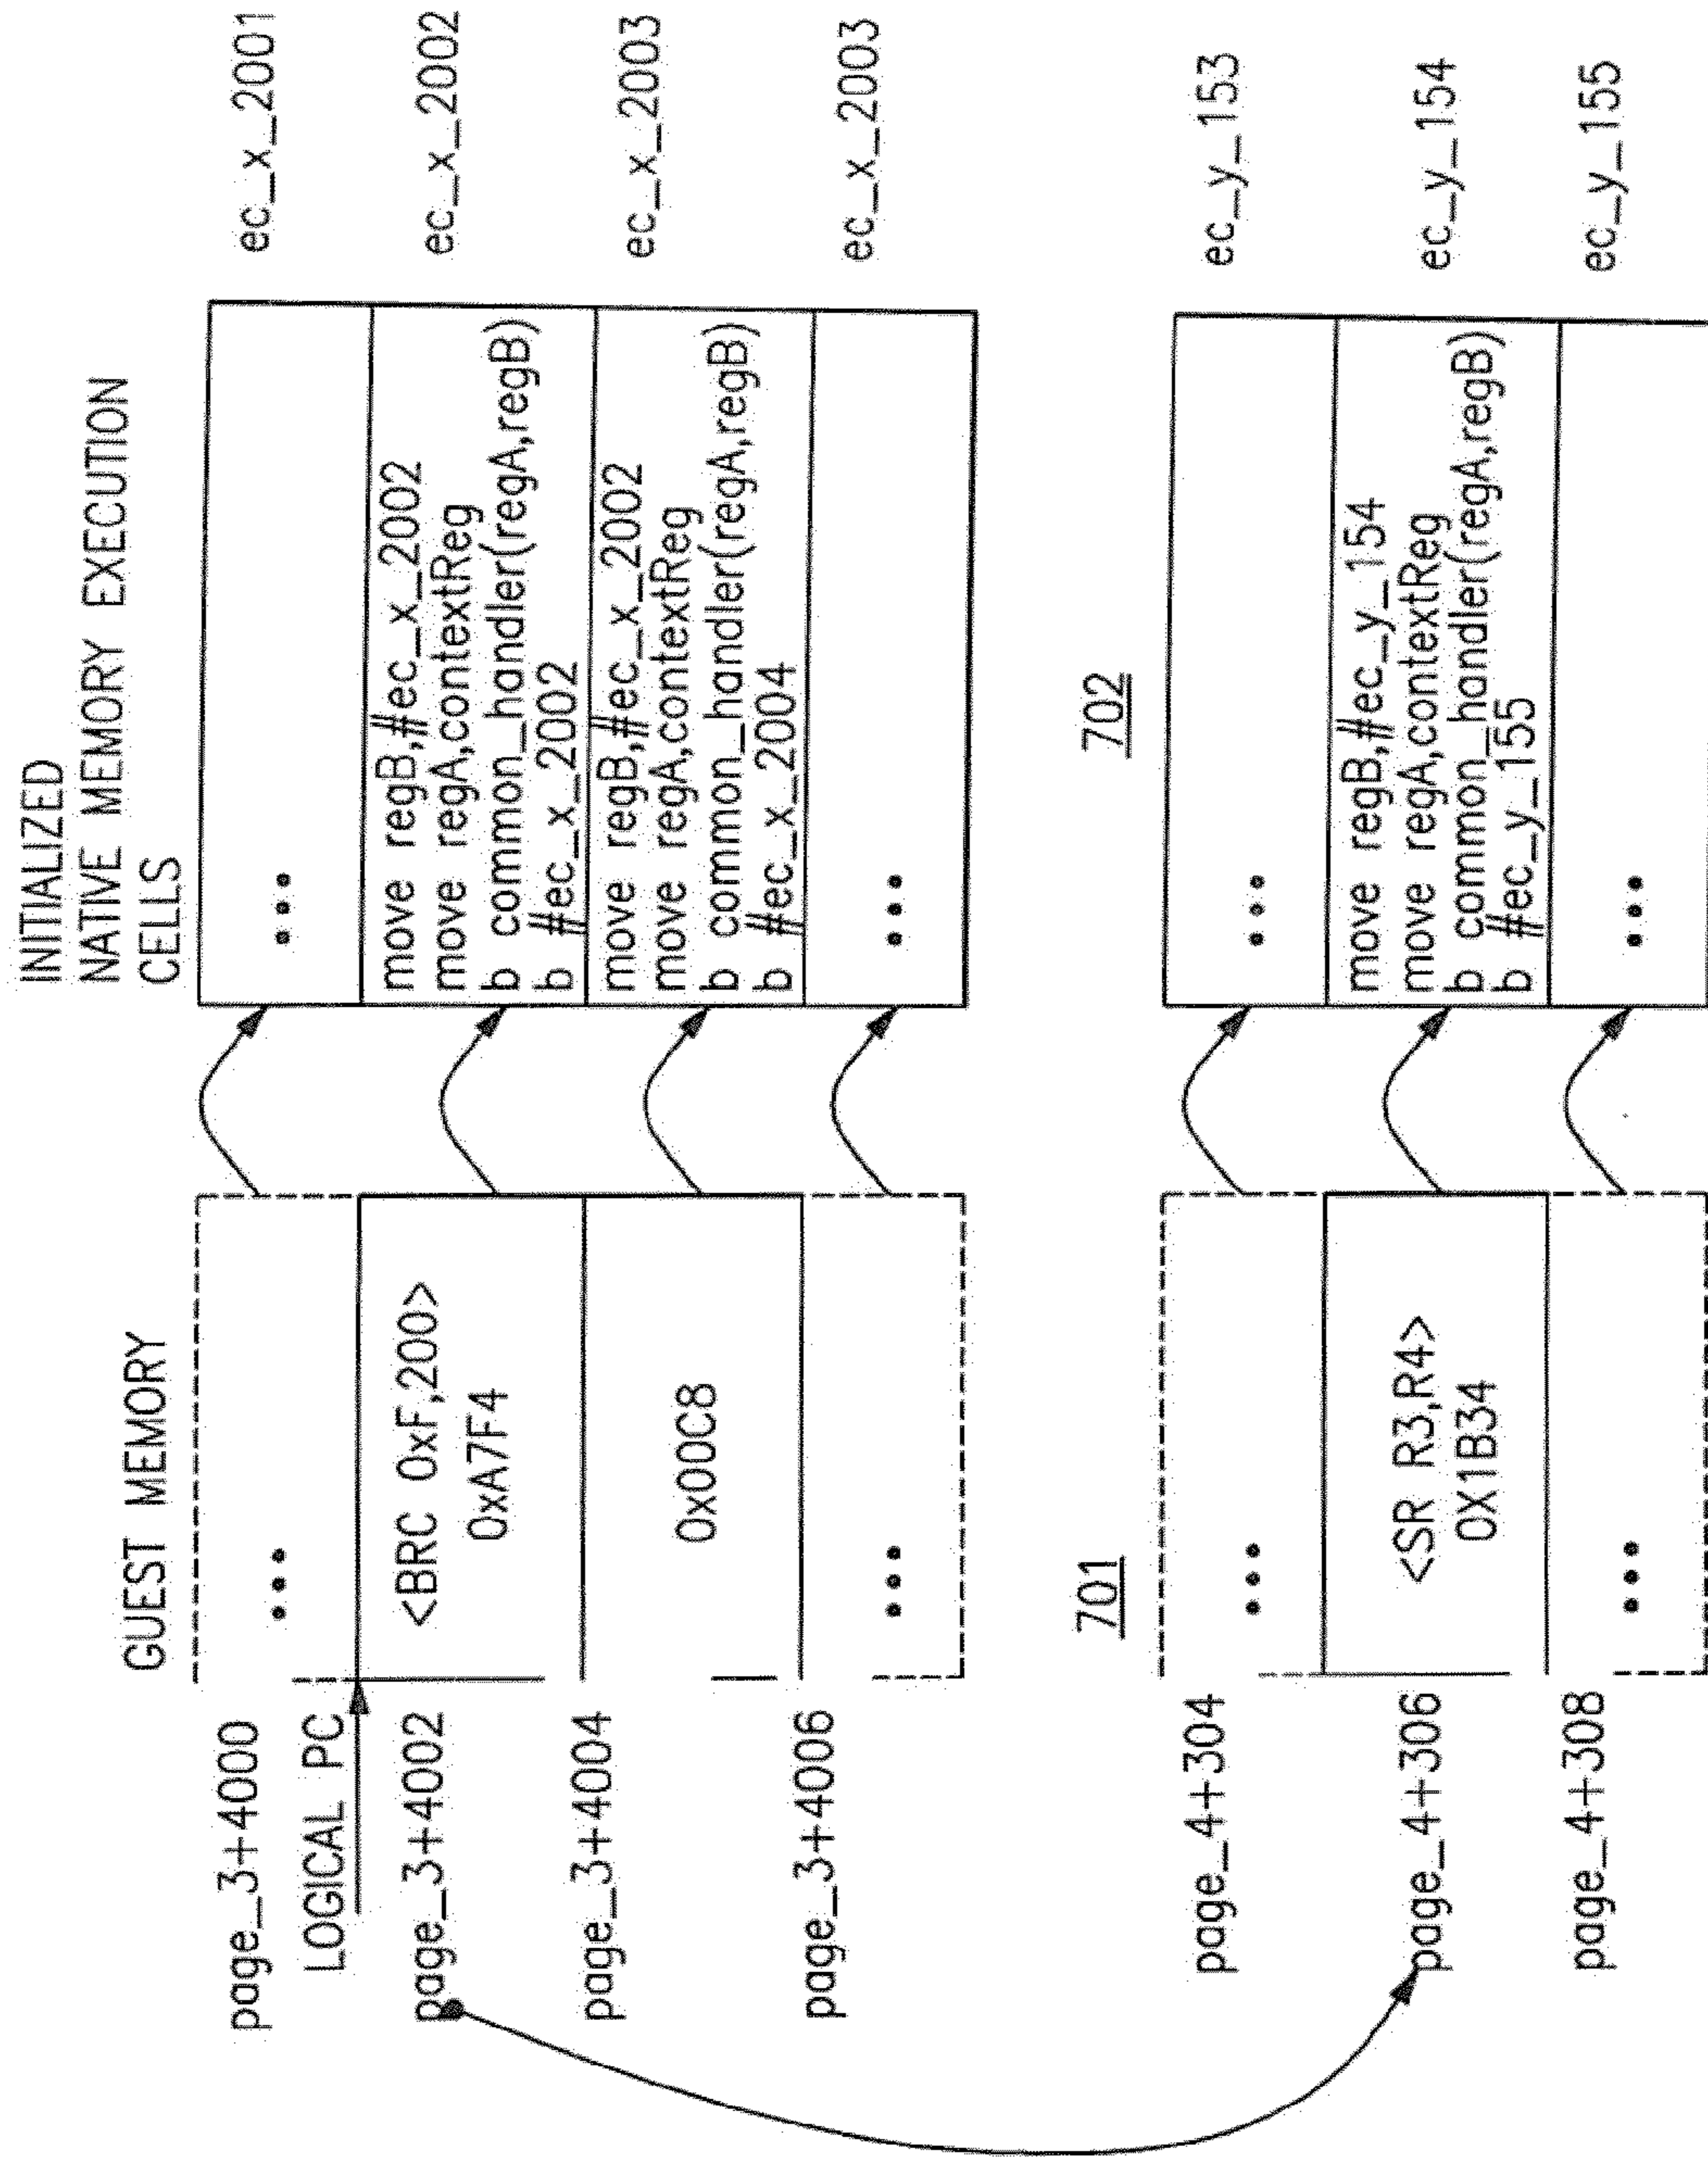 GUEST MEMORY
INITIALIZED
NATIVE MEMORY EXECUTION
CELLS
page_3+4000
...
...
ec_x_2001
LOGICAL PC
page_3+4002
<BRC 0xF,200>
0xA7F4
move regB,#ec_x_2002
move regA,contextReg
b common_handler(regA,regB)
b #ec_x_2002
ec_x_2002
page_3+4004
0x00C8
move regB,#ec_x_2002
move regA,contextReg
b common_handler(regA,regB)
b #ec_x_2004
ec_x_2003
page_3+4006
...
...
ec_x_2003
701
702
page_4+304
...
...
ec_y_153
page_4+306
<SR R3,R4>
0X1B34
move regB,#ec_y_154
move regA,contextReg
b common_handler(regA,regB)
b #ec_y_155
ec_y_154
page_4+308
...
...
ec_y_155